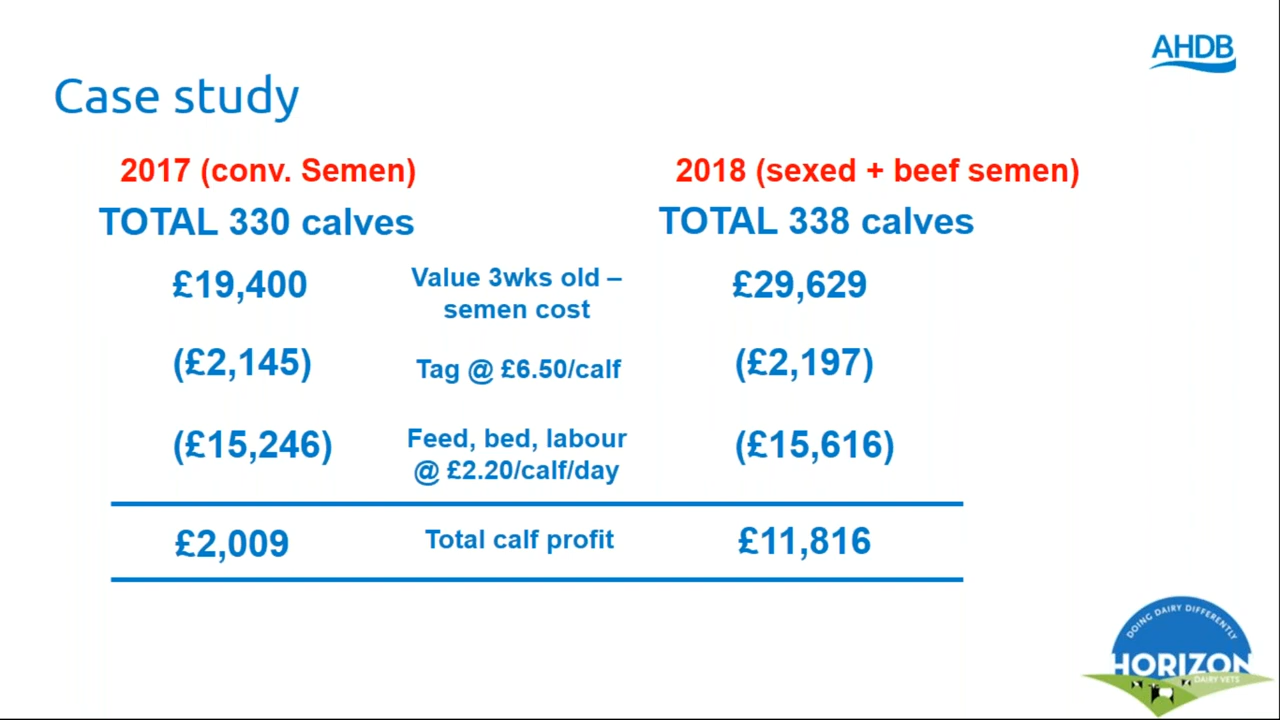 AHDB
Case study
2017 (conv. Semen)
2018 (sexed + beef semen)
TOTAL 330 calves
TOTAL 338 calves
£19,400
Value 3wks old –
semen cost
£29,629
(£2,145)
Tag @ £6.50/calf
(£2,197)
(£15,246)
Feed, bed, labour
@ £2.20/calf/day
(£15,616)
£2,009
Total calf profit
£11,816
DOING DAIRY DIFFERENTLY
HORIZON
DAIRY VETS